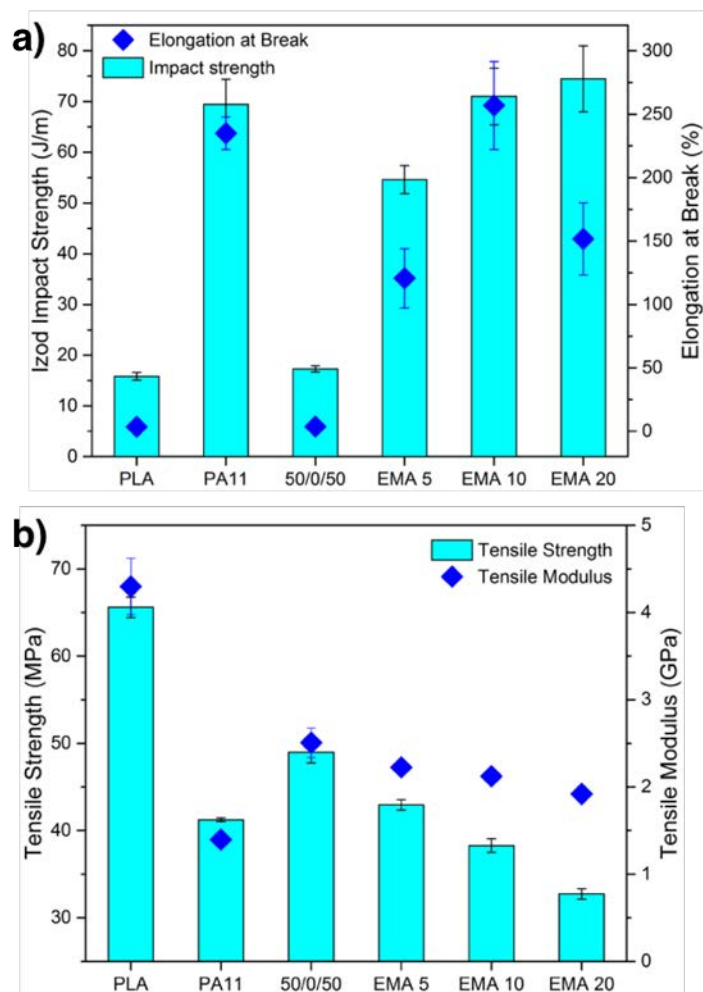 a)
Elongation at Break
Impact strength
Izod Impact Strength (J/m)
80
70
60
50
40
30
20
10
0
Elongation at Break (%)
300
250
200
150
100
50
0
PLA PA11 50/0/50 EMA 5 EMA 10 EMA 20
b)
Tensile Strength
Tensile Modulus
Tensile Strength (MPa)
70
60
50
40
30
Tensile Modulus (GPa)
5
4
3
2
1
0
PLA PA11 50/0/50 EMA 5 EMA 10 EMA 20